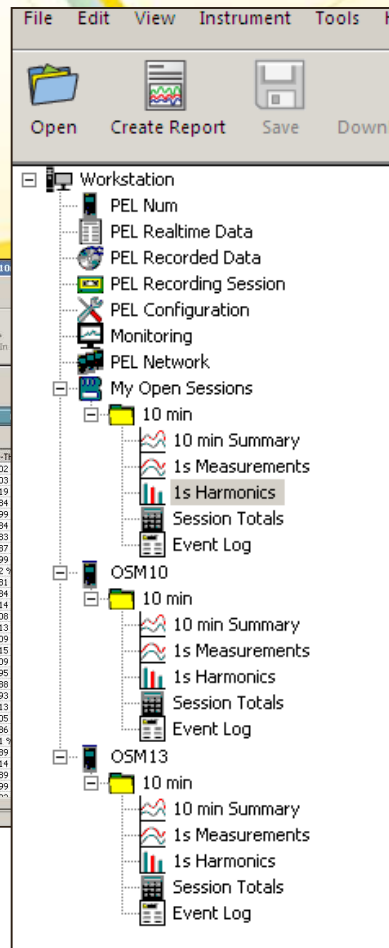 File Edit View Instrument Tools
Open Create Report Save Down
Workstation
PEL Num
PEL Realtime Data
PEL Recorded Data
PEL Recording Session
PEL Configuration
Monitoring
PEL Network
My Open Sessions
10 min
10 min Summary
1s Measurements
1s Harmonics
Session Totals
Event Log
OSM10
10 min
10 min Summary
1s Measurements
1s Harmonics
Session Totals
Event Log
OSM13
10 min
10 min Summary
1s Measurements
1s Harmonics
Session Totals
Event Log